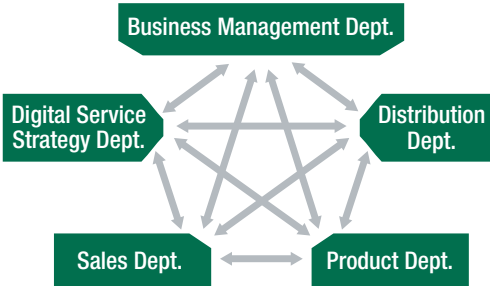 Business Management Dept.
Digital Service
Strategy Dept.
Distribution
Dept.
Sales Dept.
Product Dept.